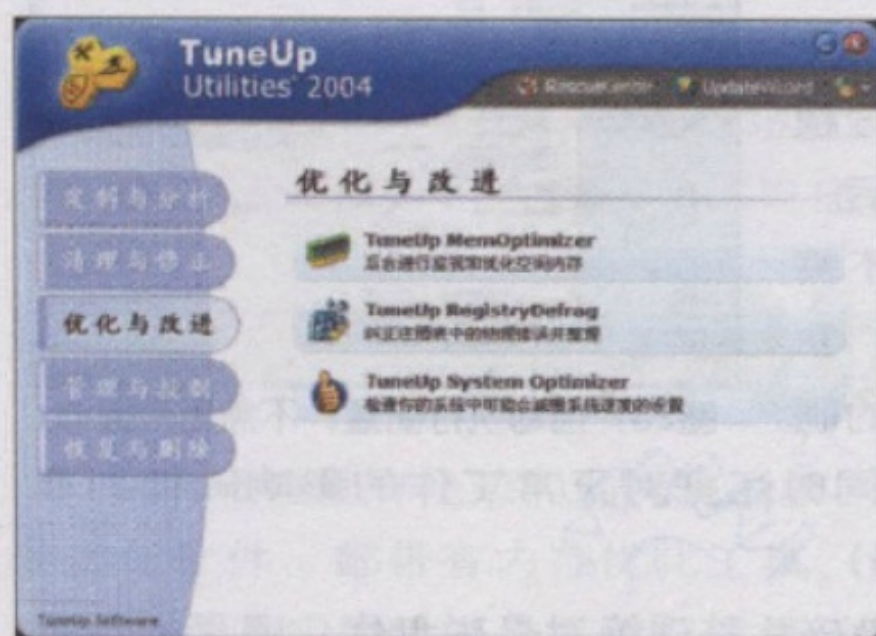 TuneUp
Utilities 2004
RescueCenter
UpdateWizard
定制与分析
清理与修正
优化与改进
管理与控制
恢复与删除
优化与改进
TuneUp MemOptimizer
后台进行监视和优化空闲内存
TuneUp RegistryDefrag
纠正注册表中的物理错误并整理
TuneUp System Optimizer
检查你的系统中可能会减慢系统速度的设置
TuneUp Software